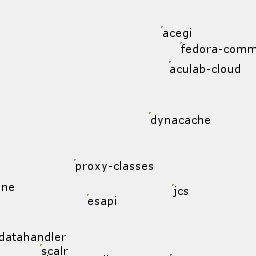 acegi
fedora-comm
aculab-cloud
dynacache
proxy-classes
ne
jcs
esapi
datahandler
scalr